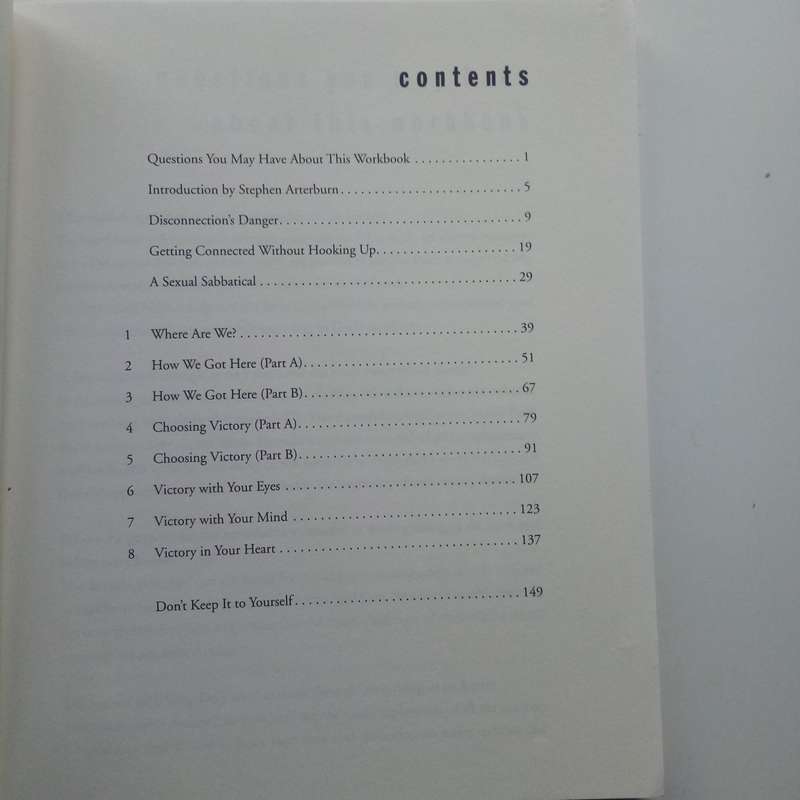 contents
Questions You May Have About This Workbook . . . . . . . . . . . . . . . . 1
Introduction by Stephen Arterburn . . . . . . . . . . . . . . . . . . . . . . . . . . . 5
Disconnection's Danger. . . . . . . . . . . . . . . . . . . . . . . . . . . . . . . . . . . . 9
Getting Connected Without Hooking Up. . . . . . . . . . . . . . . . . . . . . 19
A Sexual Sabbatical . . . . . . . . . . . . . . . . . . . . . . . . . . . . . . . . . . . . . . 29
1 Where Are We? . . . . . . . . . . . . . . . . . . . . . . . . . . . . . . . . . . . . . . . . 39
2 How We Got Here (Part A). . . . . . . . . . . . . . . . . . . . . . . . . . . . . . . 51
3 How We Got Here (Part B) . . . . . . . . . . . . . . . . . . . . . . . . . . . . . . . 67
4 Choosing Victory (Part A). . . . . . . . . . . . . . . . . . . . . . . . . . . . . . . . 79
5 Choosing Victory (Part B). . . . . . . . . . . . . . . . . . . . . . . . . . . . . . . . 91
6 Victory with Your Eyes . . . . . . . . . . . . . . . . . . . . . . . . . . . . . . . . . . 107
7 Victory with Your Mind . . . . . . . . . . . . . . . . . . . . . . . . . . . . . . . . . 123
8 Victory in Your Heart . . . . . . . . . . . . . . . . . . . . . . . . . . . . . . . . . . . 137
Don't Keep It to Yourself. . . . . . . . . . . . . . . . . . . . . . . . . . . . . . . . . 149